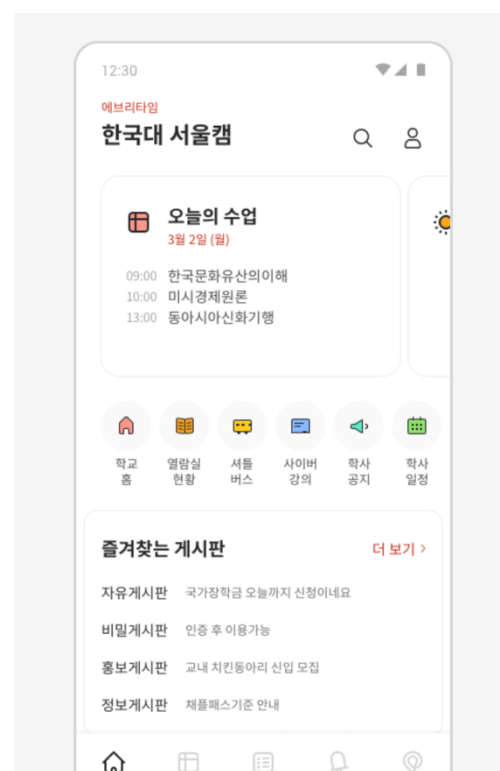 12:30
에브리타임
한국대 서울캠
오늘의 수업
3월 2일 (월)
09:00 한국문화유산의이해
10:00 미시경제원론
13:00 동아시아신화기행
학교 열람실 셔틀 사이버 학사 학사
홈 현황 버스 강의 공지 일정
즐겨찾는 게시판 더 보기 >
자유게시판 국가장학금 오늘까지 신청이네요
비밀게시판 인증 후 이용가능
홍보게시판 교내 치킨동아리 신입 모집
정보게시판 채플패스기준 안내